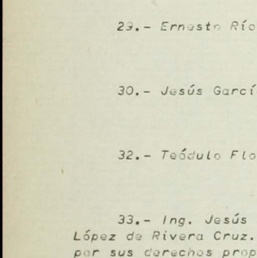 29.- Ernesto Río
30.- Jesús Garcí
32.- Teódulo Flo
33.- Ing. Jesús
López de Rivera Cruz.
por sus derechos prop